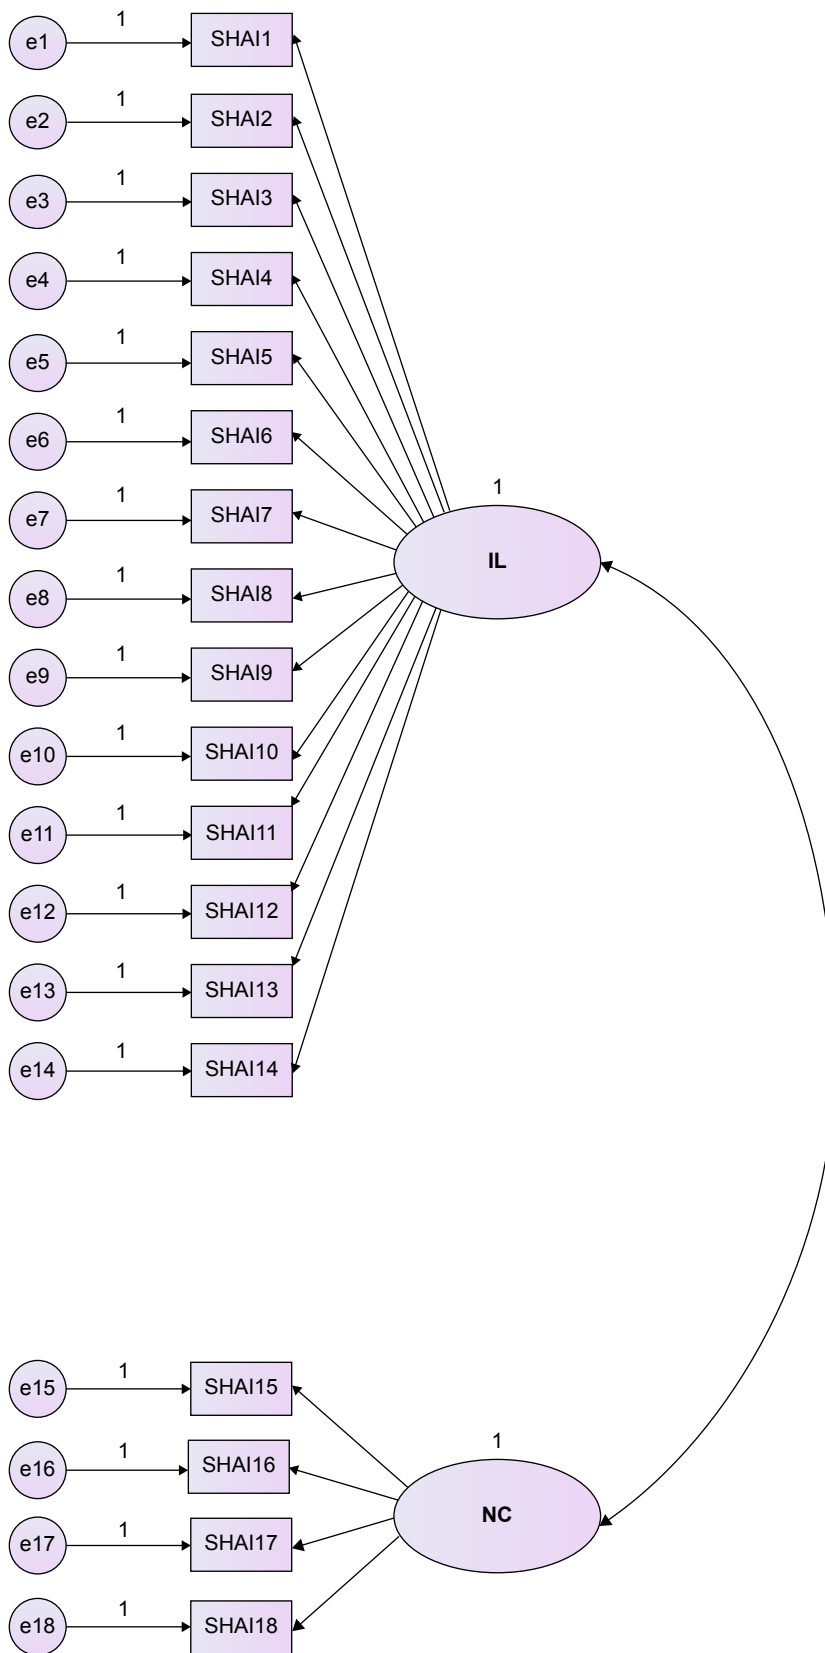 e1 1 SHAI1
e2 1 SHAI2
e3 1 SHAI3
e4 1 SHAI4
e5 1 SHAI5
e6 1 SHAI6
1
e7 1 SHAI7
IL
e8 1 SHAI8
e9 1 SHAI9
e10 1 SHAI10
e11 1 SHAI11
e12 1 SHAI12
e13 1 SHAI13
e14 1 SHAI14
e15 1 SHAI15
1
e16 1 SHAI16
NC
e17 1 SHAI17
e18 1 SHAI18